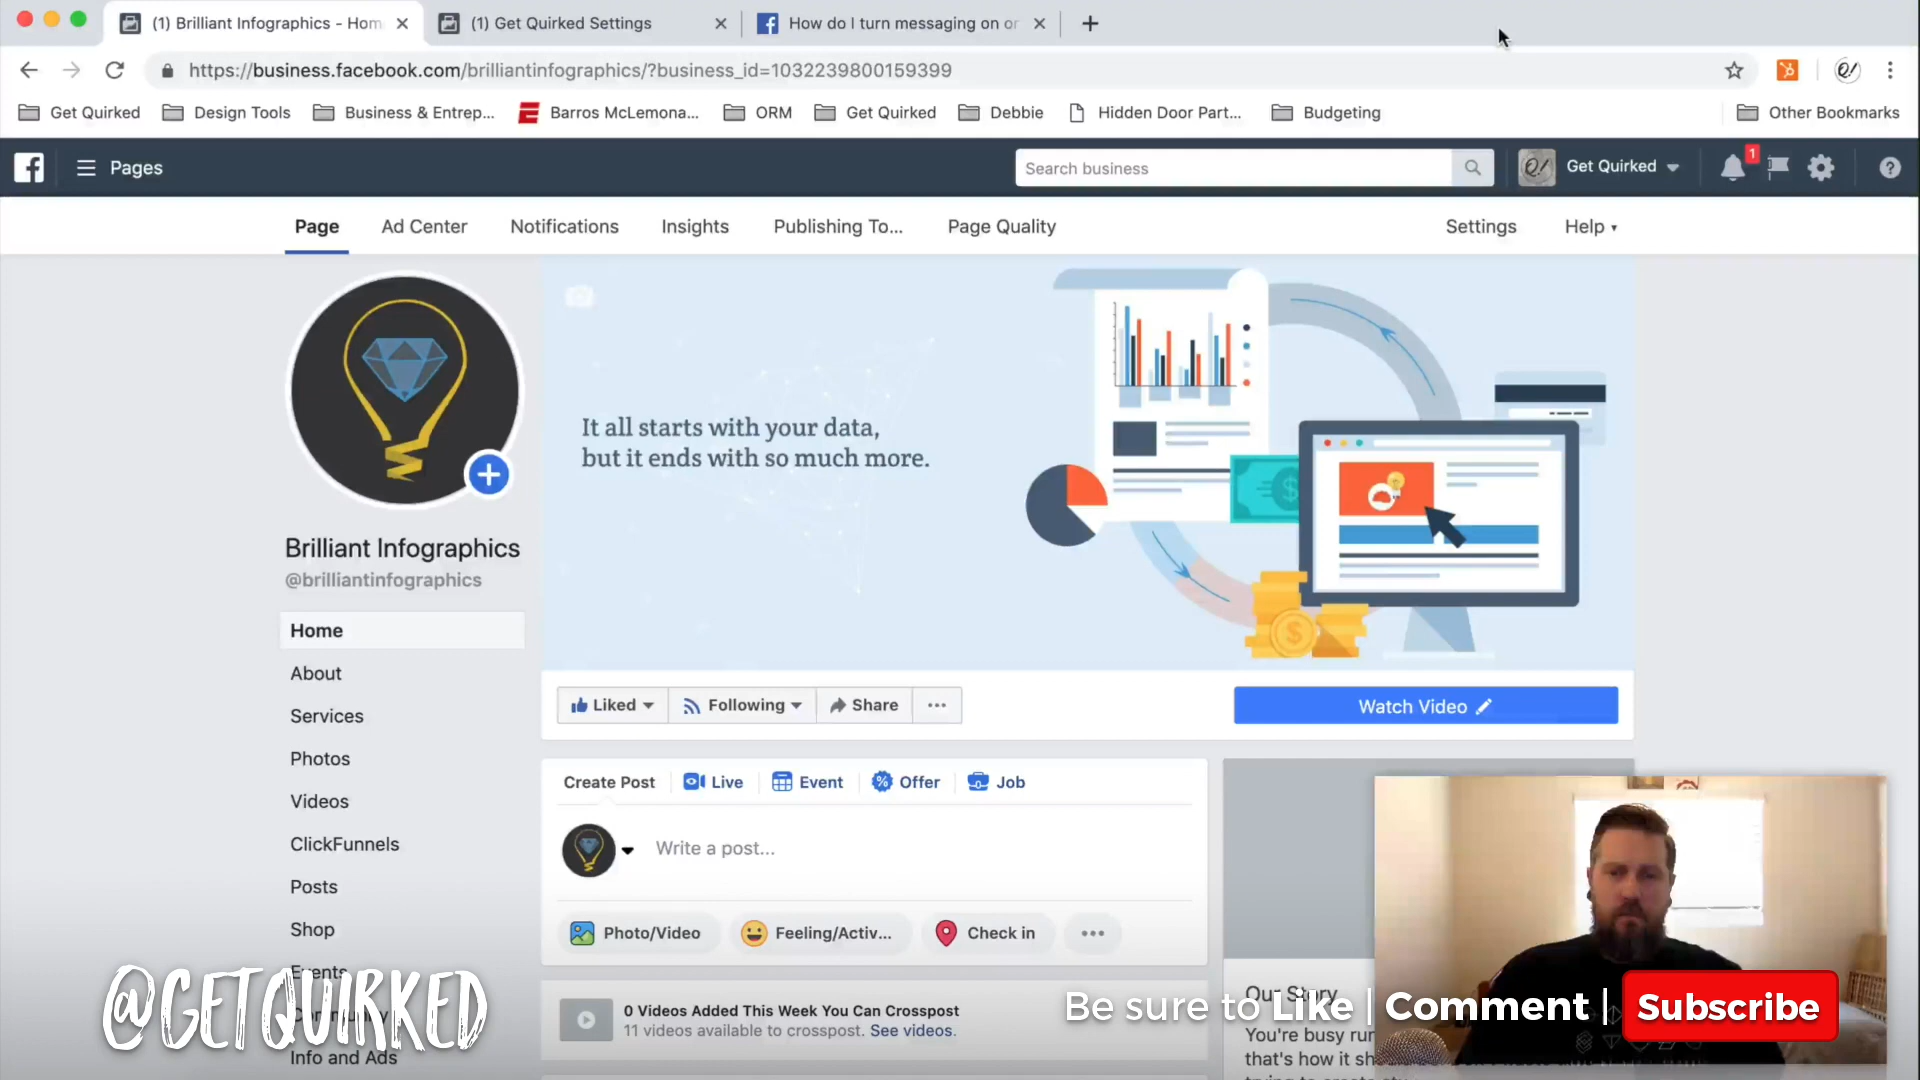 (1) Brilliant Infographics - Hom
(1) Get Quirked Settings
How do I turn messaging on or
https://business.facebook.com/brilliantinfographics/?business_id=1032239800159399
Get Quirked Design Tools Business & Entrep... Barros McLemona... ORM Get Quirked Debbie Hidden Door Part... Budgeting Other Bookmarks
Pages
Search business
Get Quirked
1
Page Ad Center Notifications Insights Publishing To... Page Quality Settings Help
It all starts with your data,
but it ends with so much more.
Brilliant Infographics
@brilliantinfographics
Home
About
Services
Photos
Videos
ClickFunnels
Posts
Shop
Events
Info and Ads
Liked Following Share
Watch Video
Create Post Live Event Offer Job
Write a post...
Photo/Video Feeling/Activ... Check in
0 Videos Added This Week You Can Crosspost
11 videos available to crosspost. See videos.
Our Story
You're busy run
that's how it sh
@GETQUIRKED
Be sure to Like | Comment | Subscribe